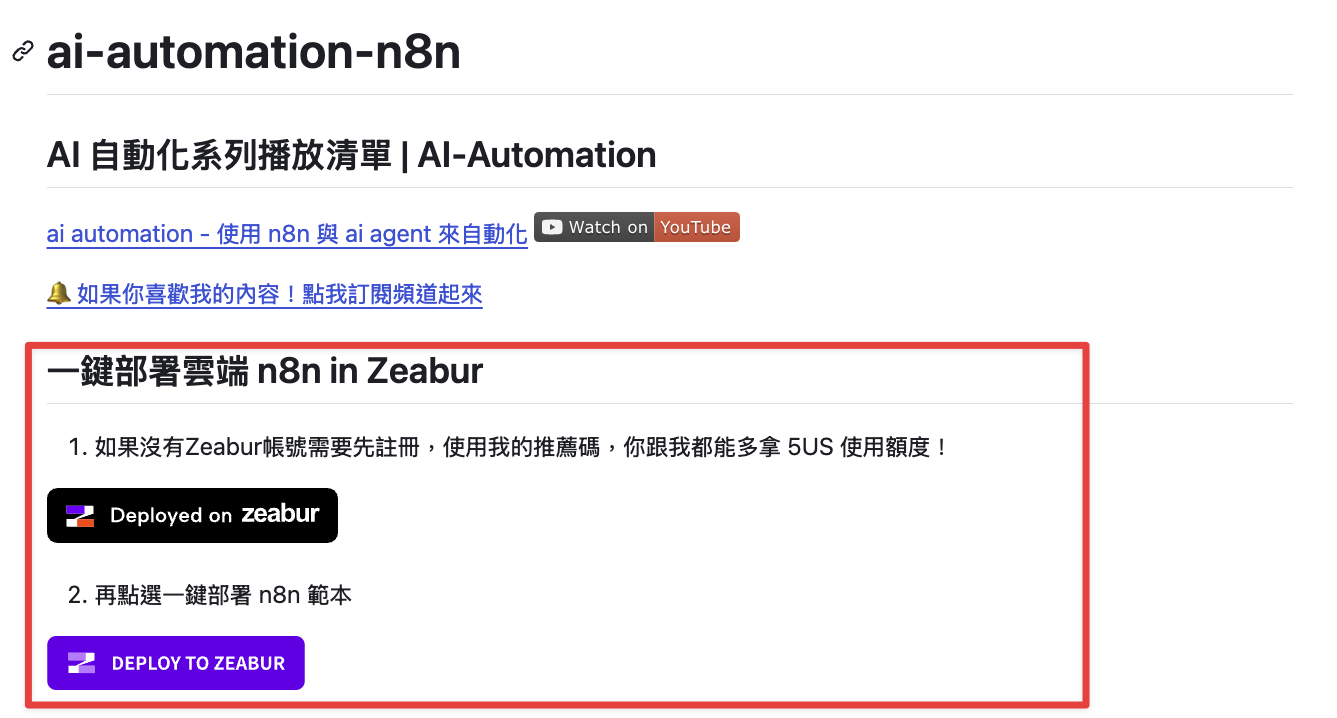 ai-automation-n8n
AI 自動化系列播放清單 | AI-Automation
ai automation - 使用 n8n 與 ai agent 來自動化 Watch on YouTube
🔔 如果你喜歡我的內容！點我訂閱頻道起來
一鍵部署雲端 n8n in Zeabur
1. 如果沒有Zeabur帳號需要先註冊，使用我的推薦碼，你跟我都能多拿 5US 使用額度！
Deployed on zeabur
2. 再點選一鍵部署 n8n 範本
DEPLOY TO ZEABUR